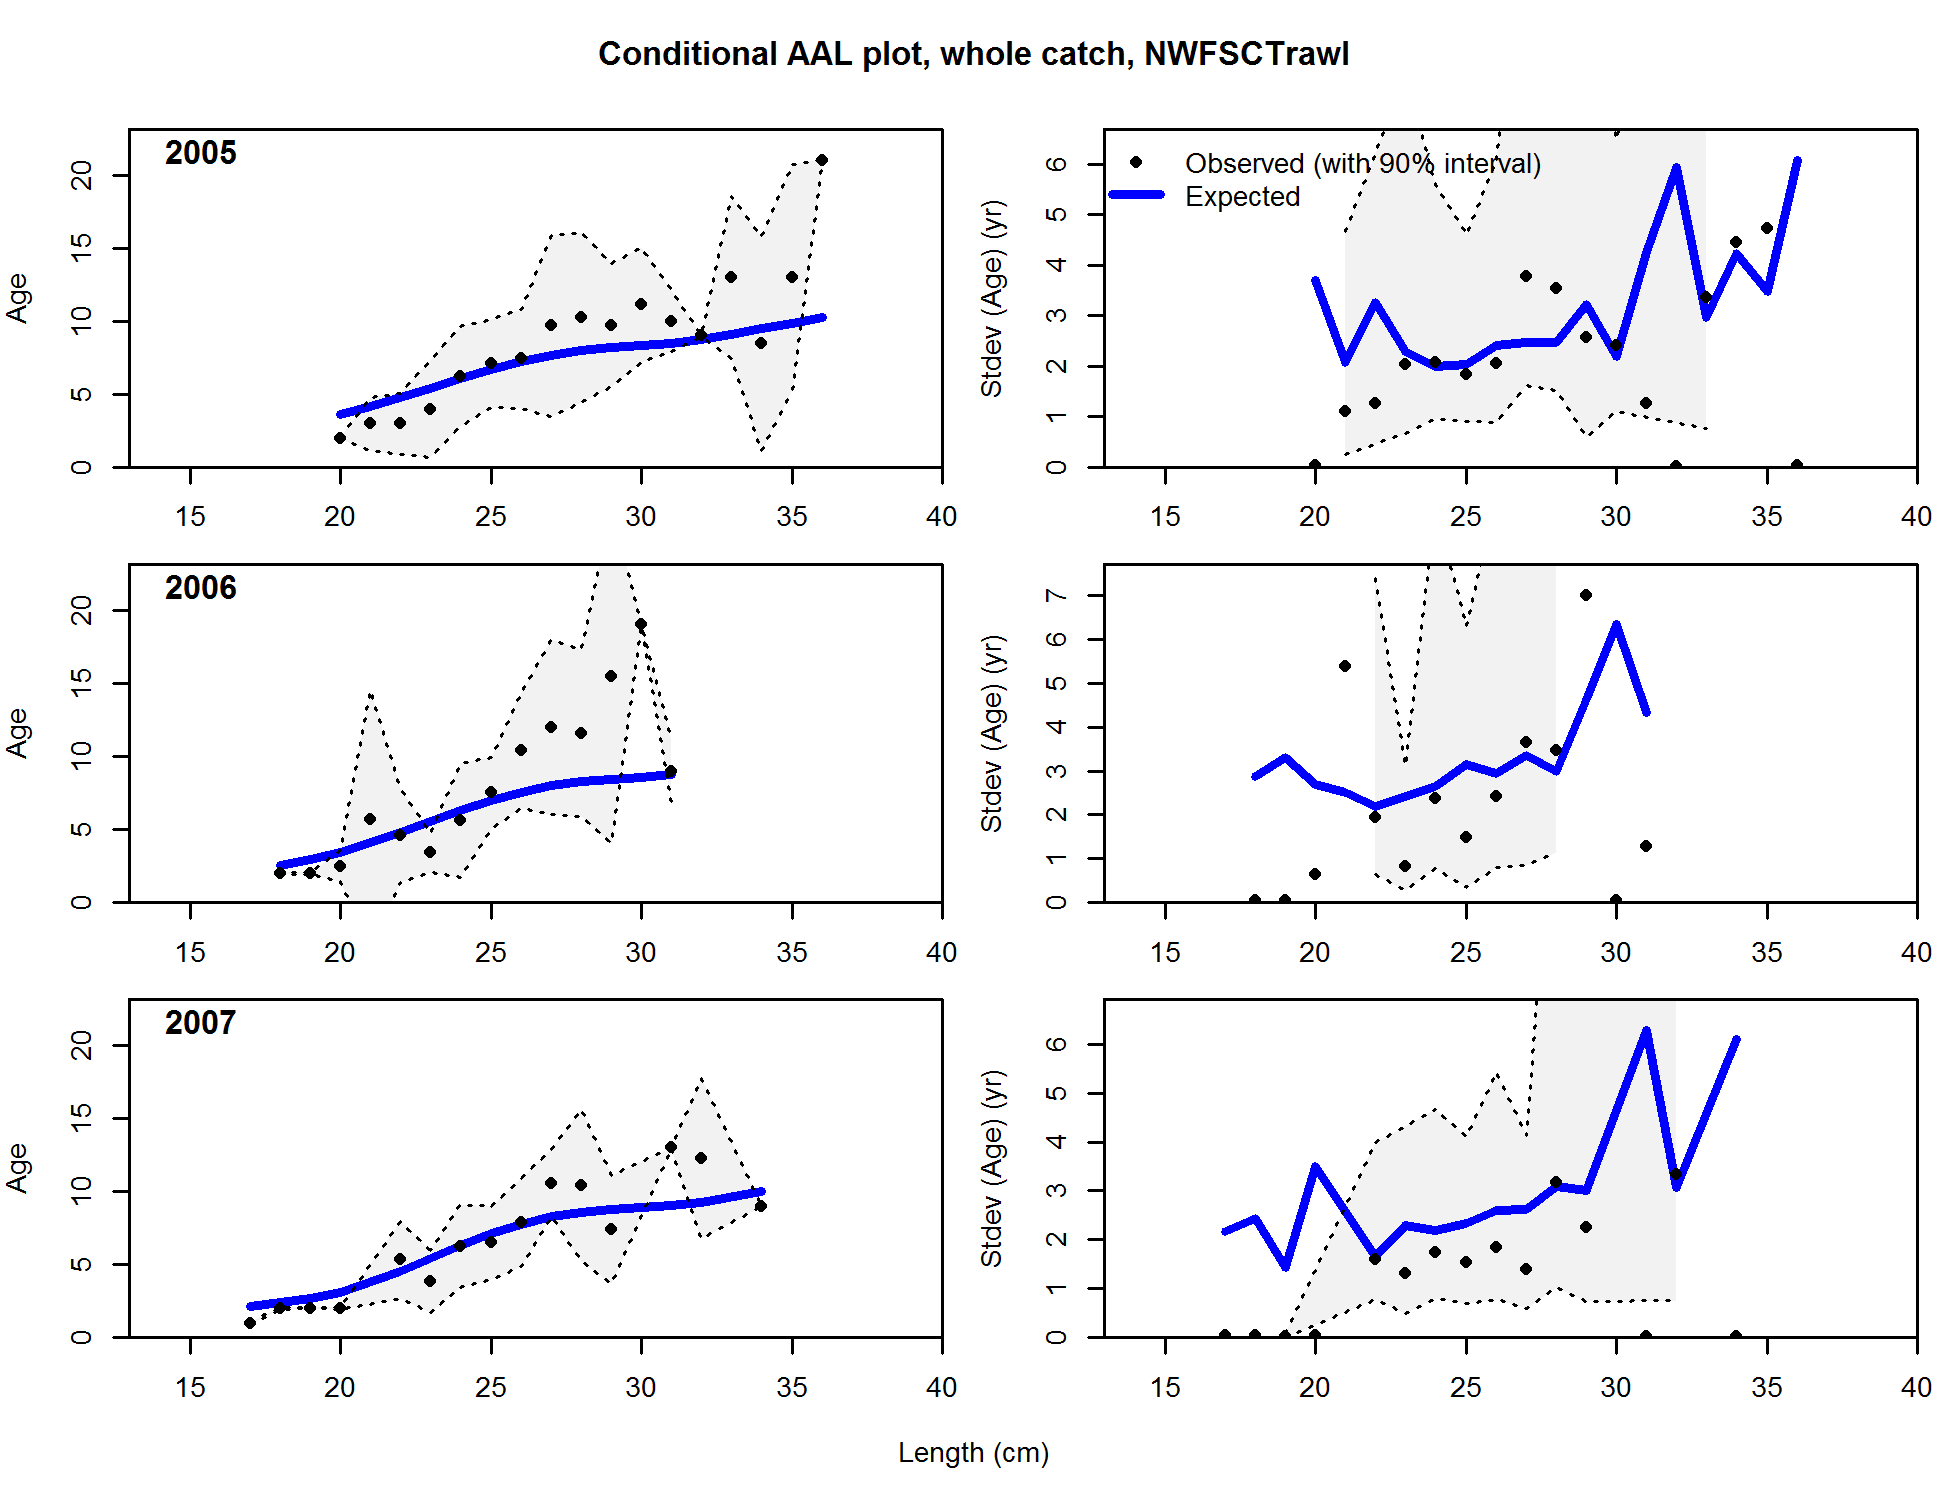 Conditional AAL plot, whole catch, NWFSCTrawl
2005
Age
0 5 10 15 20
15 20 25 30 35 40
Observed (with 90% interval)
Expected
Stdev (Age) (yr)
0 1 2 3 4 5 6
15 20 25 30 35 40
2006
Age
0 5 10 15 20
15 20 25 30 35 40
Stdev (Age) (yr)
0 1 2 3 4 5 6 7
15 20 25 30 35 40
2007
Age
0 5 10 15 20
15 20 25 30 35 40
Stdev (Age) (yr)
0 1 2 3 4 5 6
15 20 25 30 35 40
Length (cm)